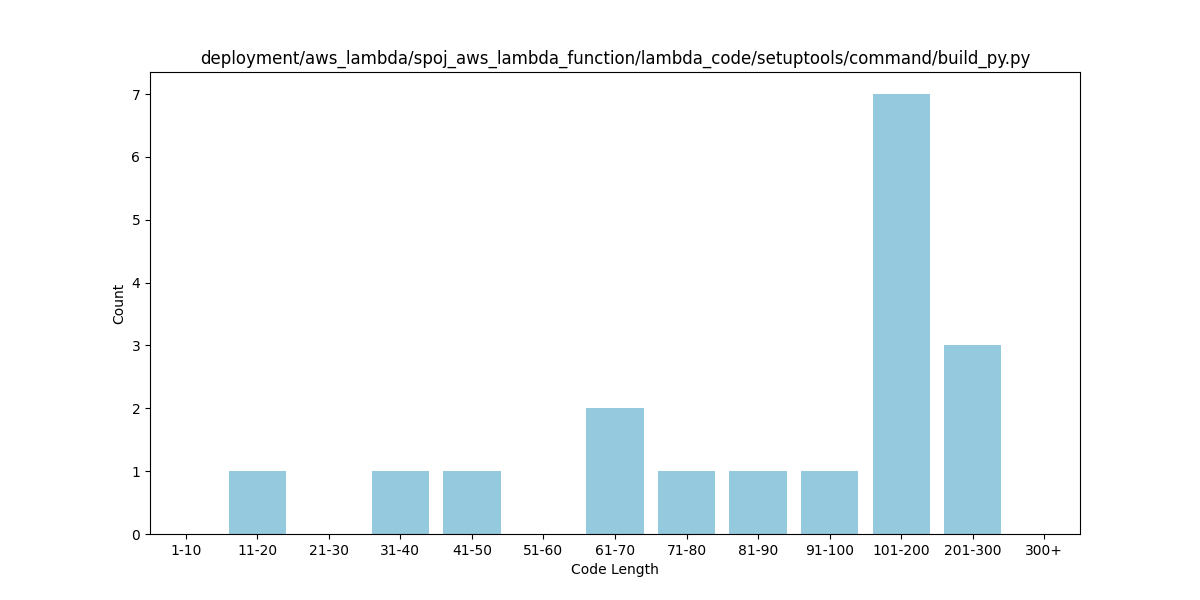 deployment/aws_lambda/spoj_aws_lambda_function/lambda_code/setuptools/command/build_py.py
7
6
5
4
3
2
1
0
Count
1-10 11-20 21-30 31-40 41-50 51-60 61-70 71-80 81-90 91-100 101-200 201-300 300+
Code Length